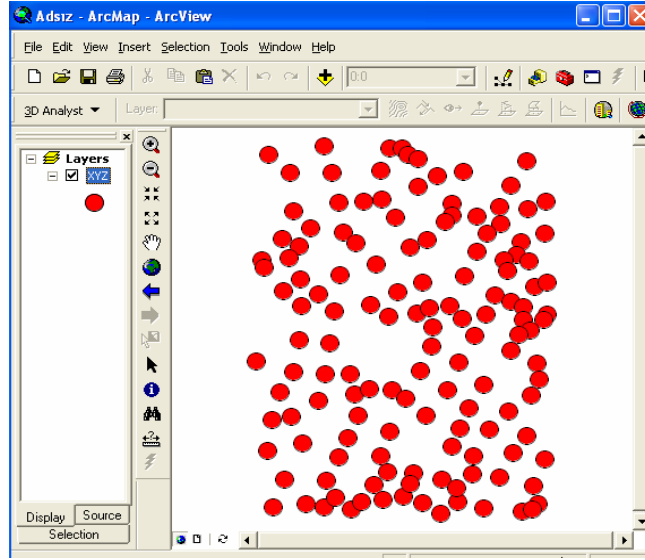 Adsız - ArcMap - ArcView
File Edit View Insert Selection Tools Window Help
0:0
3D Analyst Layer:
Layers
XYZ
Display Source
Selection